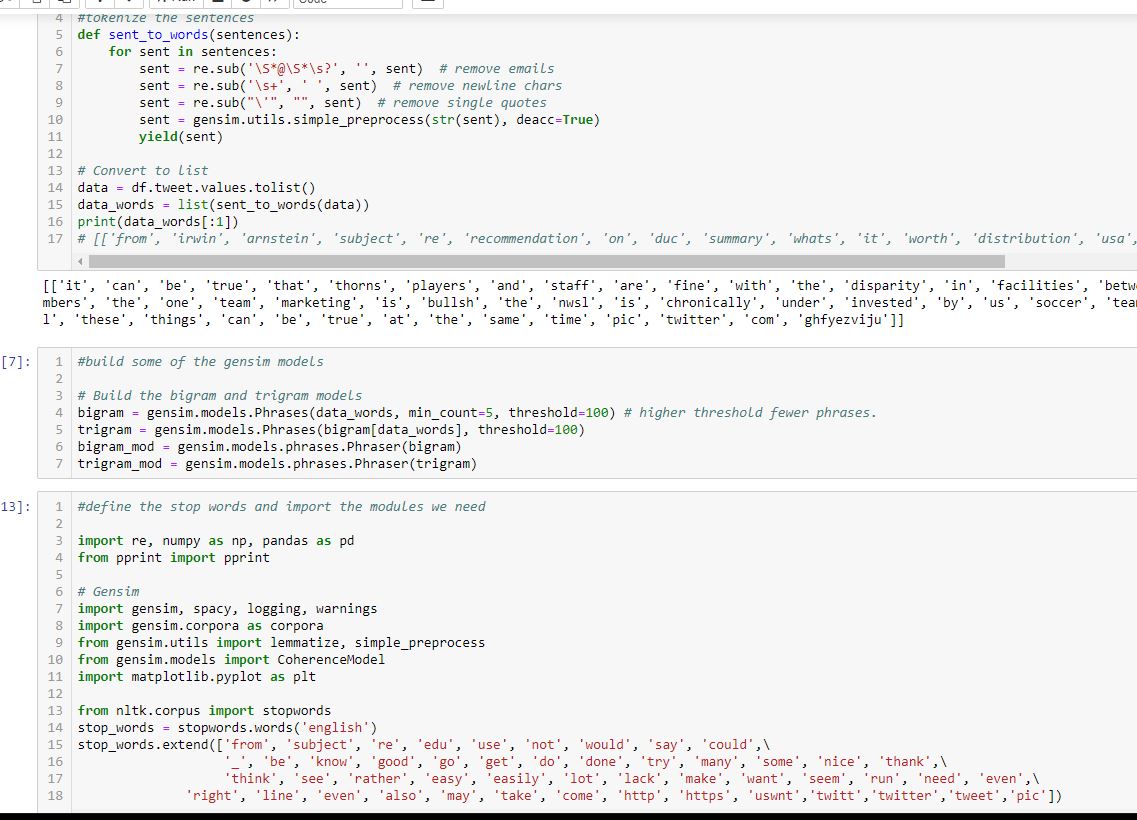 4 #tokenize the sentences
5 def sent_to_words(sentences):
6     for sent in sentences:
7         sent = re.sub('\S*@\S*\s?', '', sent)  # remove emails
8         sent = re.sub('\s+', ' ', sent)  # remove newline chars
9         sent = re.sub("\'", "", sent)  # remove single quotes
10         sent = gensim.utils.simple_preprocess(str(sent), deacc=True)
11         yield(sent)
12
13 # Convert to list
14 data = df.tweet.values.tolist()
15 data_words = list(sent_to_words(data))
16 print(data_words[:1])
17 # [['from', 'irwin', 'arnstein', 'subject', 're', 'recommendation', 'on', 'duc', 'summary', 'whats', 'it', 'worth', 'distribution', 'usa',
[['it', 'can', 'be', 'true', 'that', 'thorns', 'players', 'and', 'staff', 'are', 'fine', 'with', 'the', 'disparity', 'in', 'facilities', 'betw
mbers', 'the', 'one', 'team', 'marketing', 'is', 'bullsh', 'the', 'nwsl', 'is', 'chronically', 'under', 'invested', 'by', 'us', 'soccer', 'tea
l', 'these', 'things', 'can', 'be', 'true', 'at', 'the', 'same', 'time', 'pic', 'twitter', 'com', 'ghfyezviju']]
[7]:
1 #build some of the gensim models
2
3 # Build the bigram and trigram models
4 bigram = gensim.models.Phrases(data_words, min_count=5, threshold=100) # higher threshold fewer phrases.
5 trigram = gensim.models.Phrases(bigram[data_words], threshold=100)
6 bigram_mod = gensim.models.phrases.Phraser(bigram)
7 trigram_mod = gensim.models.phrases.Phraser(trigram)
13]:
1 #define the stop words and import the modules we need
2
3 import re, numpy as np, pandas as pd
4 from pprint import pprint
5
6 # Gensim
7 import gensim, spacy, logging, warnings
8 import gensim.corpora as corpora
9 from gensim.utils import lemmatize, simple_preprocess
10 from gensim.models import CoherenceModel
11 import matplotlib.pyplot as plt
12
13 from nltk.corpus import stopwords
14 stop_words = stopwords.words('english')
15 stop_words.extend(['from', 'subject', 're', 'edu', 'use', 'not', 'would', 'say', 'could',\
16                    '_', 'be', 'know', 'good', 'go', 'get', 'do', 'done', 'try', 'many', 'some', 'nice', 'thank',\
17                    'think', 'see', 'rather', 'easy', 'easily', 'lot', 'lack', 'make', 'want', 'seem', 'run', 'need', 'even',\
18               'right', 'line', 'even', 'also', 'may', 'take', 'come', 'http', 'https', 'uswnt','twitt','twitter','tweet','pic'])